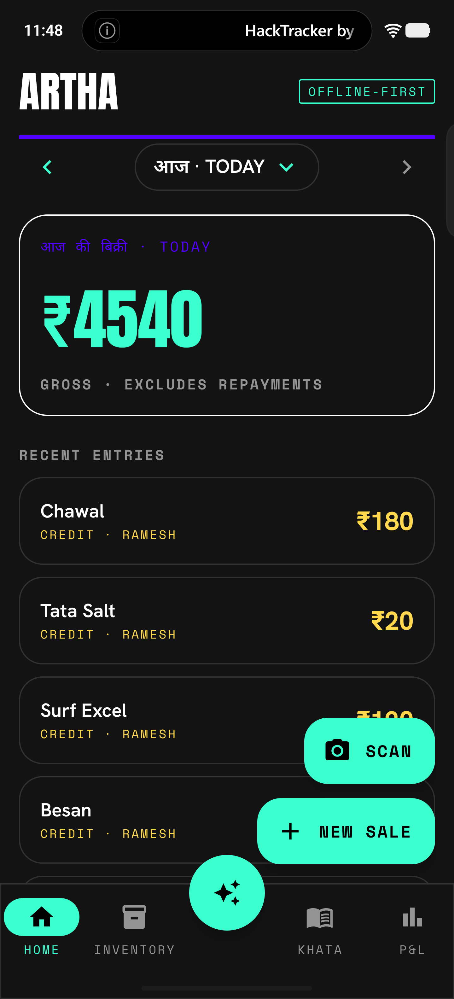 11:48
HackTracker by
ARTHA
OFFLINE-FIRST
आज · TODAY
आज की बिक्री · TODAY
₹4540
GROSS · EXCLUDES REPAYMENTS
RECENT ENTRIES
Chawal
₹180
CREDIT · RAMESH
Tata Salt
₹20
CREDIT · RAMESH
Surf Excel
CREDIT · RAMESH
SCAN
Besan
CREDIT · RAMESH
+ NEW SALE
HOME
INVENTORY
KHATA
P&L